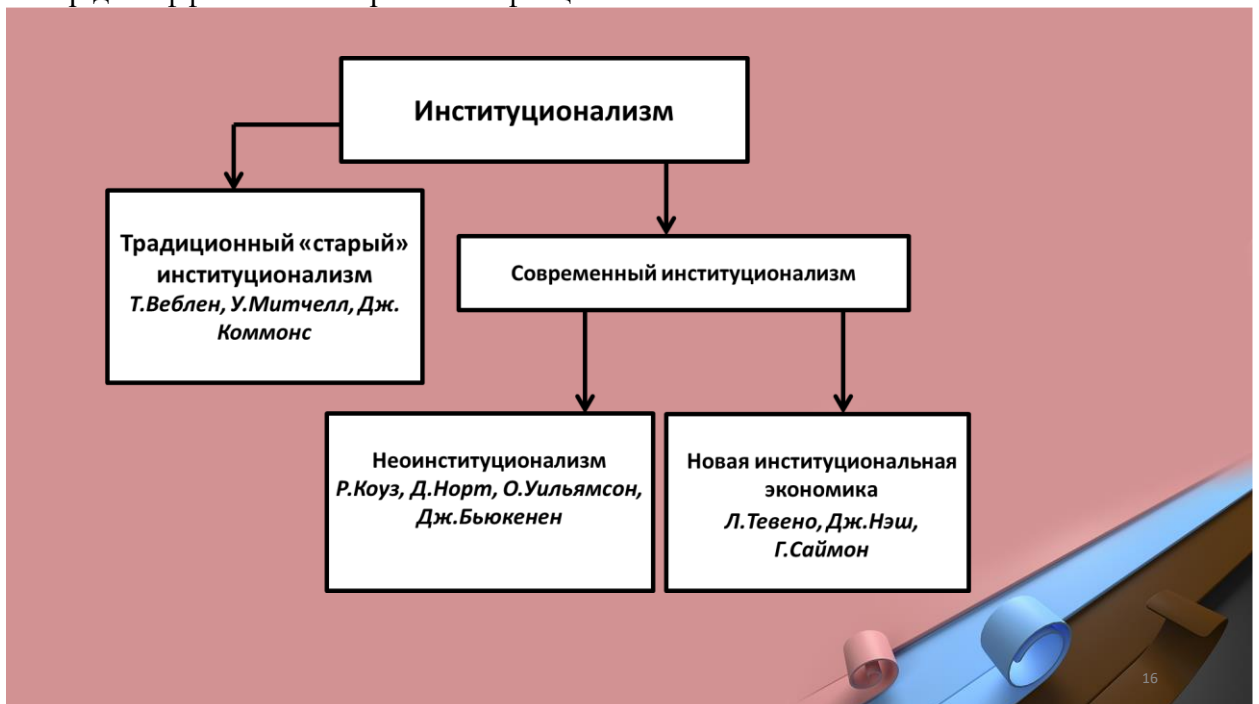 Институционализм
Традиционный «старый»
институционализм
Т.Веблен, У.Митчелл, Дж.
Коммонс
Современный институционализм
Неоинституционализм
Р.Коуз, Д.Норт, О.Уильямсон,
Дж.Бьюкенен
Новая институциональная
экономика
Л.Тевено, Дж.Нэш,
Г.Саймон
16